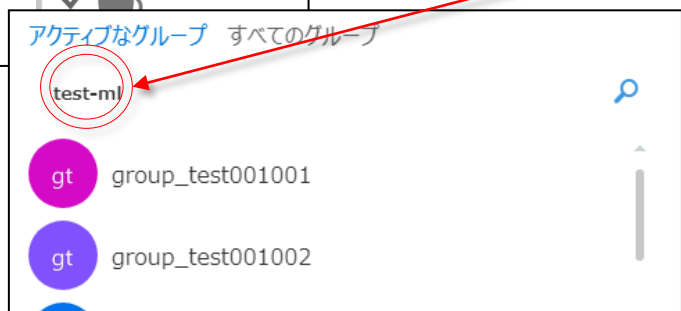 アクティブなグループ すべてのグループ
test-ml
gt group_test001001
gt group_test001002